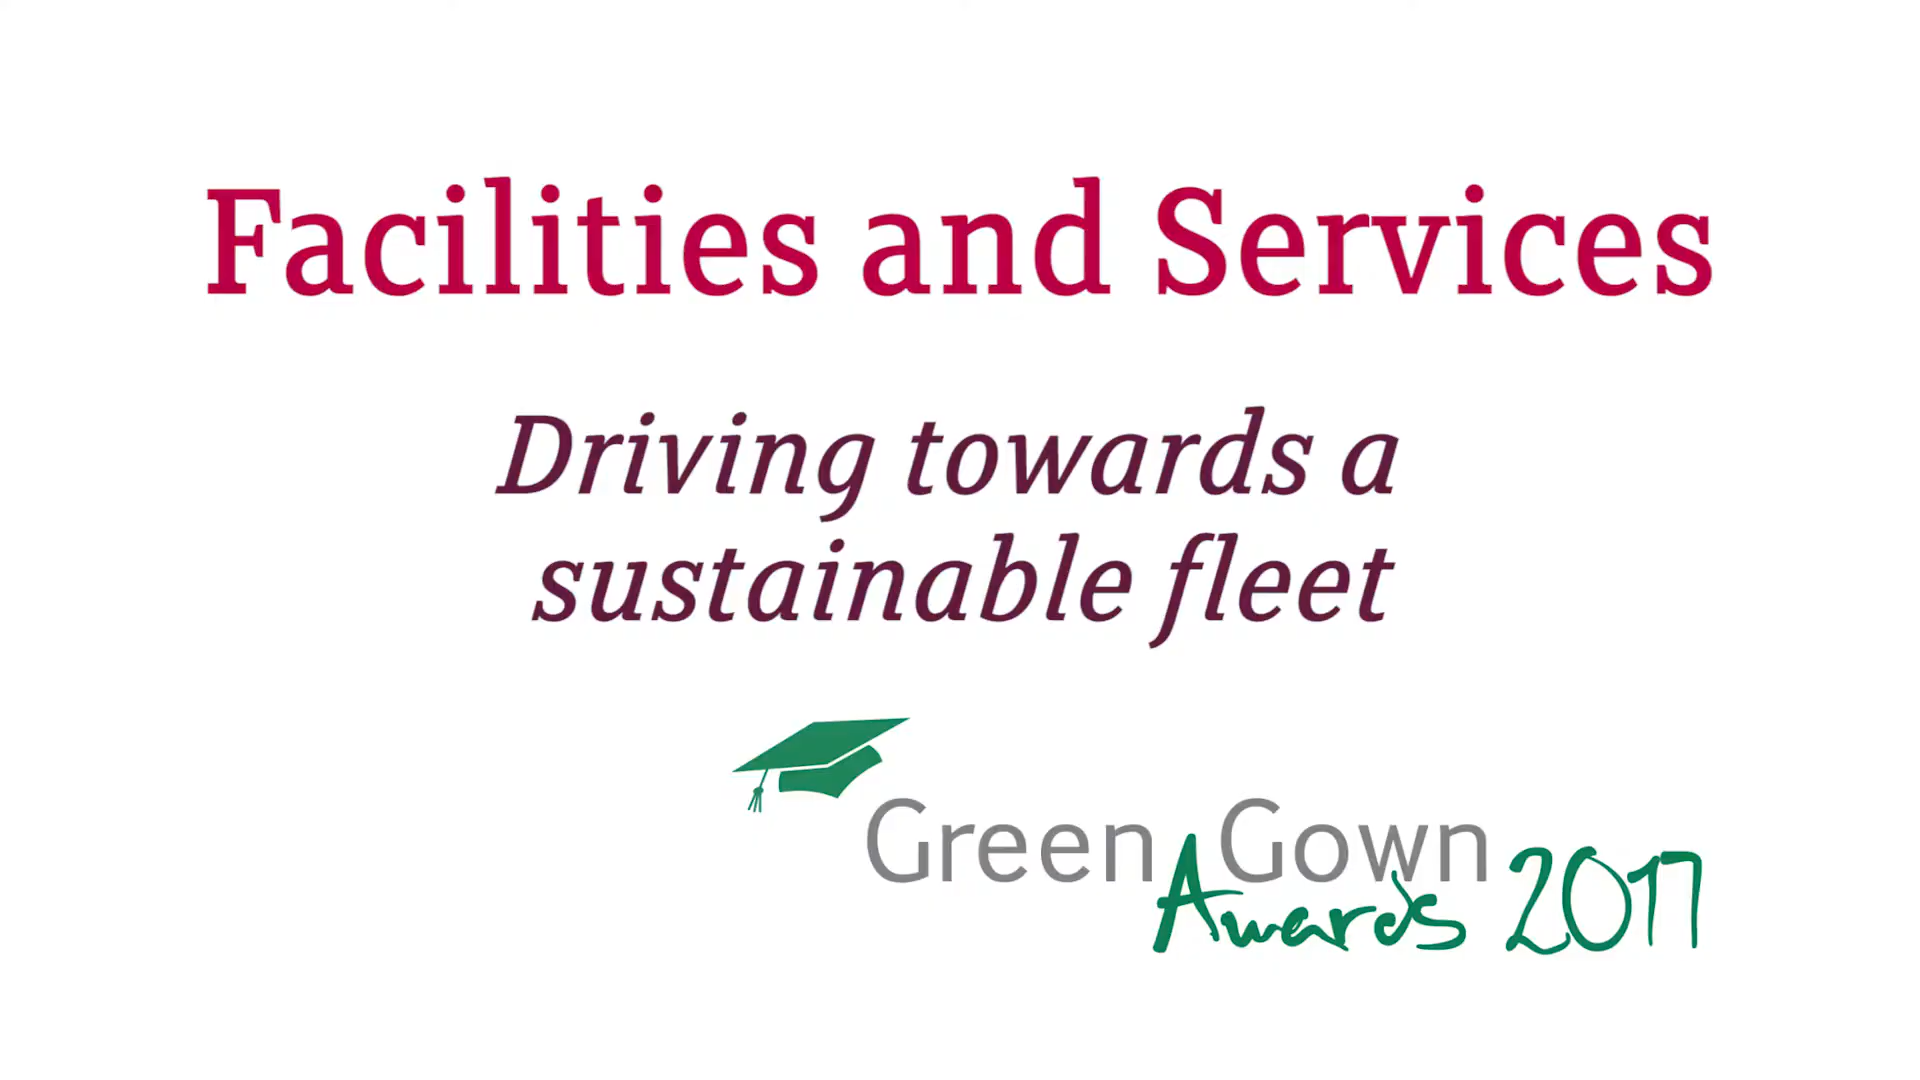 Facilities and Services
Driving towards a
sustainable fleet
Green Gown
Awards 2017